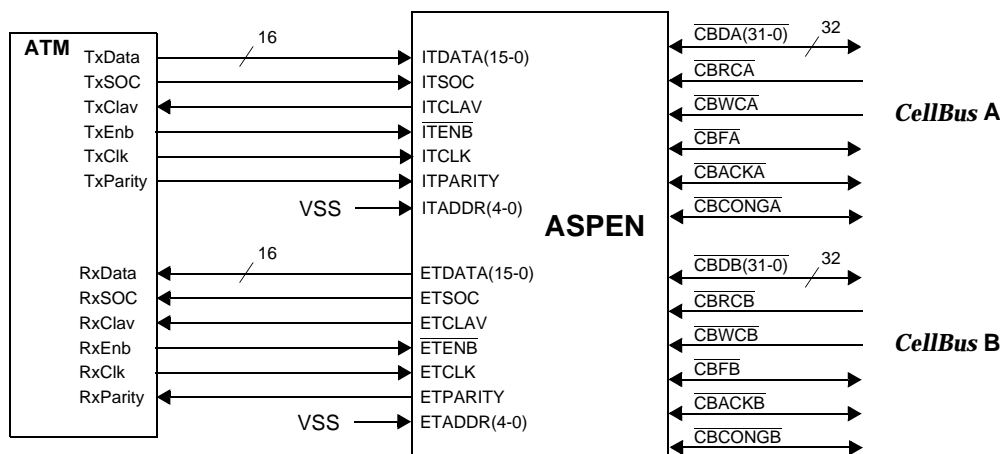 ATM
TxData
TxSOC
TxClav
TxEnb
TxClk
TxParity
RxData
RxSOC
RxClav
RxEnb
RxClk
RxParity
16
VSS
16
VSS
ITDATA(15-0)
ITSOC
ITCLAV
ITENB
ITCLK
ITPARITY
ITADDR(4-0)
ASPEN
ETDATA(15-0)
ETSOC
ETCLAV
ETENB
ETCLK
ETPARITY
ETADDR(4-0)
CBDA(31-0) 32
CBRCA
CBWCA
CBFA
CBACKA
CBCONGA
CellBus A
CBDB(31-0) 32
CBRCB
CBWCB
CBFB
CBACKB
CBCONGB
CellBus B